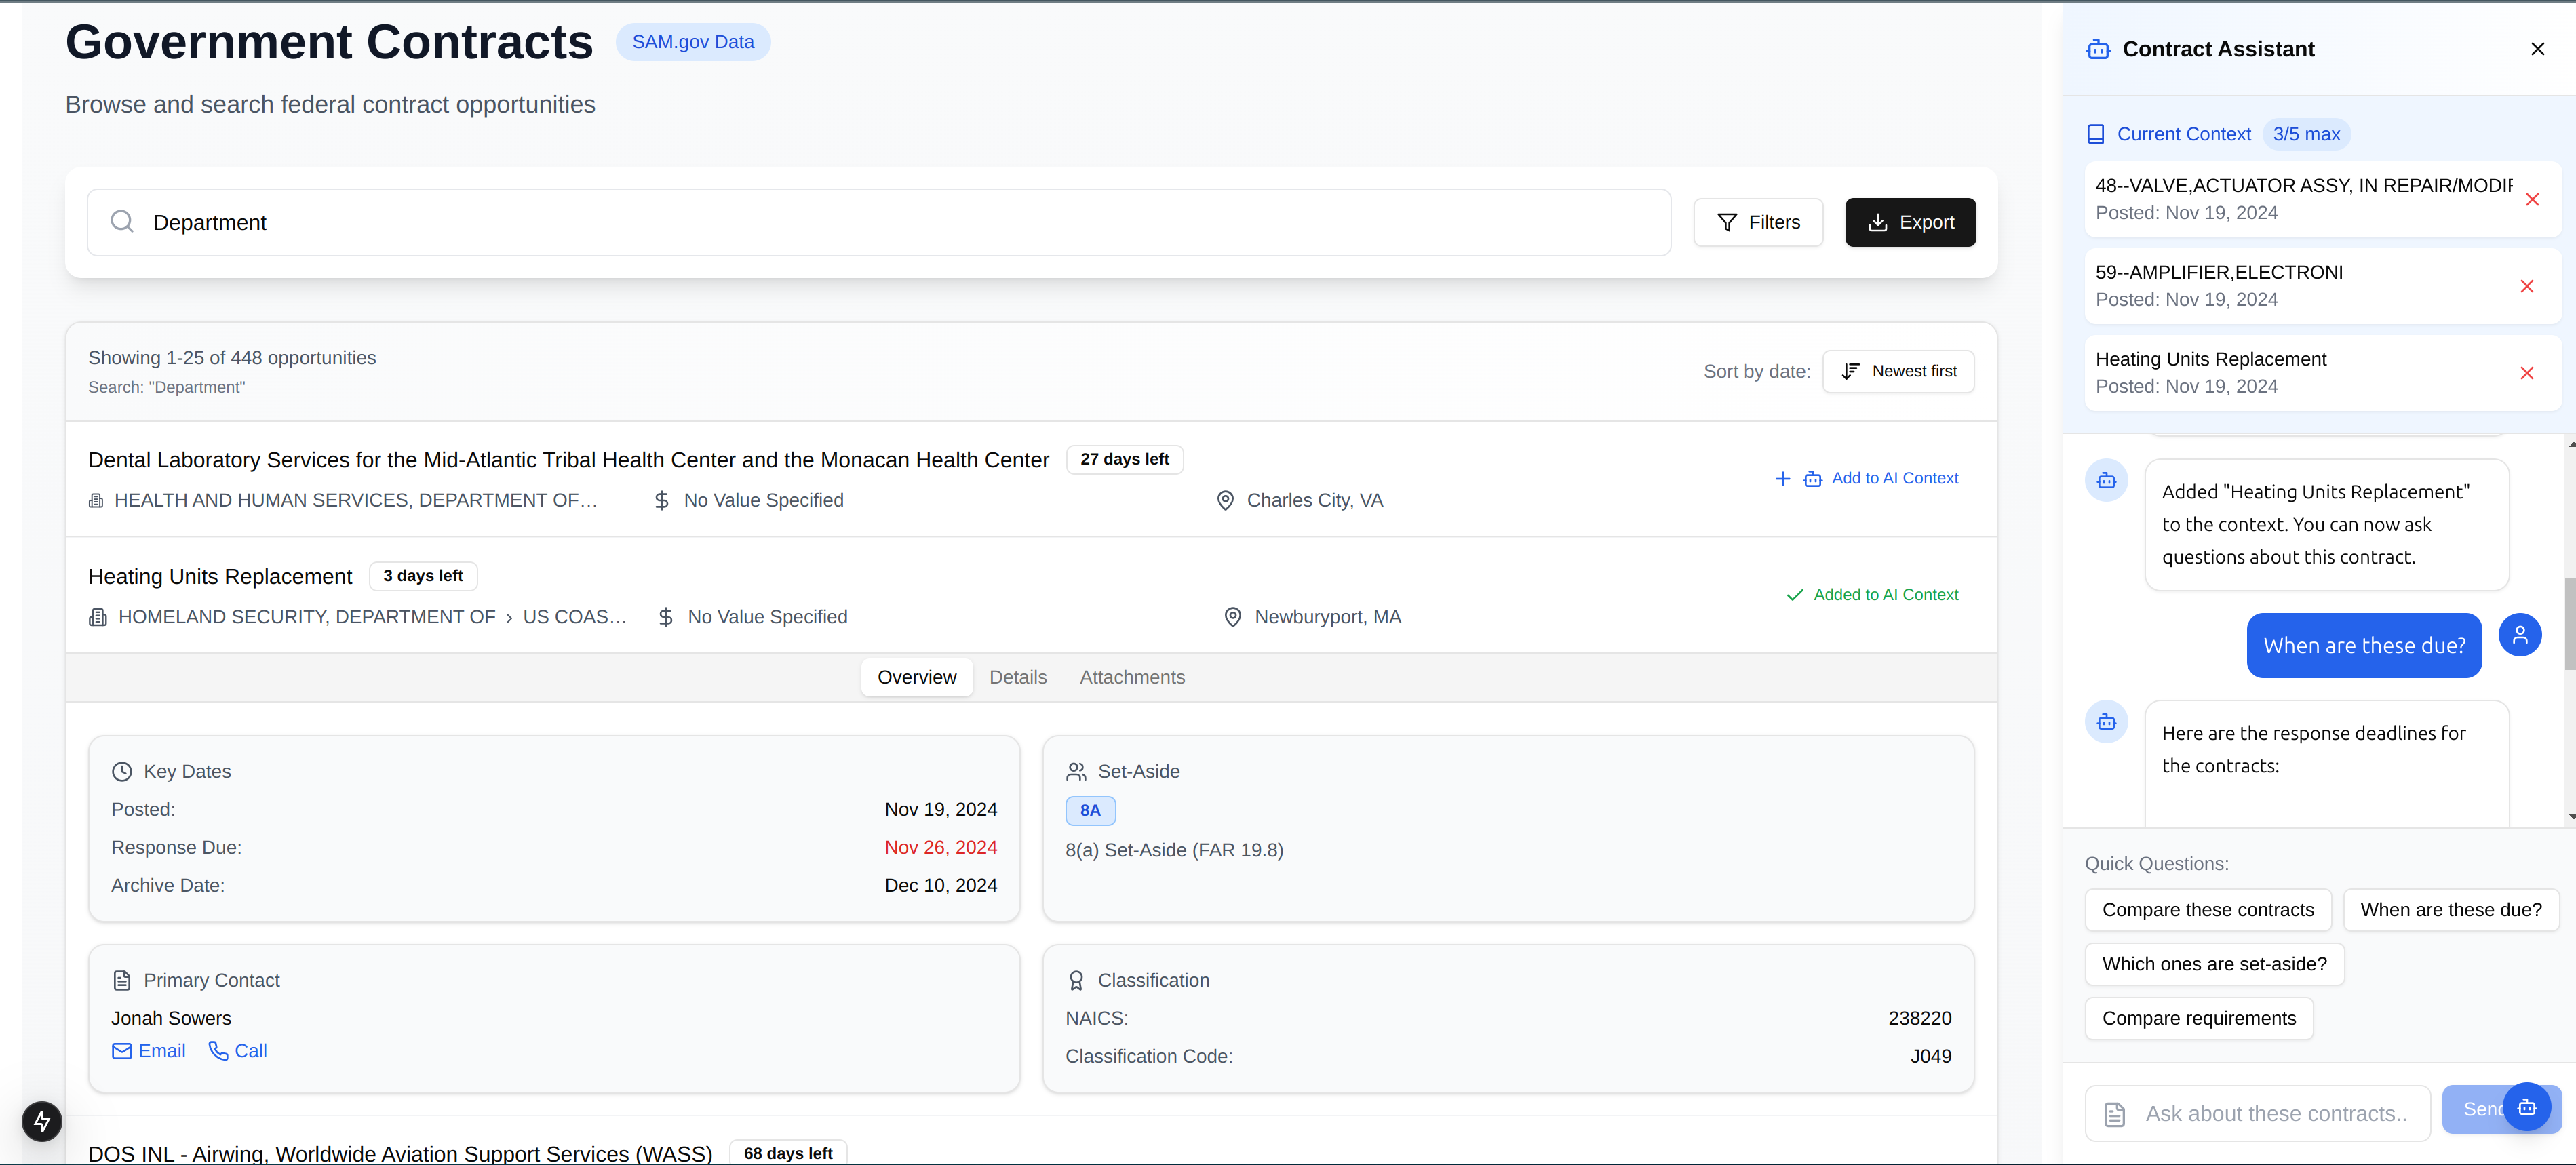 Government Contracts
SAM.gov Data
Browse and search federal contract opportunities
Department
Filters
Export
Showing 1-25 of 448 opportunities
Search: "Department"
Sort by date:
Newest first
Dental Laboratory Services for the Mid-Atlantic Tribal Health Center and the Monacan Health Center
27 days left
HEALTH AND HUMAN SERVICES, DEPARTMENT OF…
No Value Specified
Charles City, VA
Add to AI Context
Heating Units Replacement
3 days left
HOMELAND SECURITY, DEPARTMENT OF › US COAS…
No Value Specified
Newburyport, MA
Added to AI Context
Overview
Details
Attachments
Key Dates
Posted:
Nov 19, 2024
Response Due:
Nov 26, 2024
Archive Date:
Dec 10, 2024
Set-Aside
8A
8(a) Set-Aside (FAR 19.8)
Primary Contact
Jonah Sowers
Email
Call
Classification
NAICS:
238220
Classification Code:
J049
DOS INL - Airwing, Worldwide Aviation Support Services (WASS)
68 days left
Contract Assistant
Current Context
3/5 max
48--VALVE,ACTUATOR ASSY, IN REPAIR/MODIF
Posted: Nov 19, 2024
59--AMPLIFIER,ELECTRONI
Posted: Nov 19, 2024
Heating Units Replacement
Posted: Nov 19, 2024
Added "Heating Units Replacement"
to the context. You can now ask
questions about this contract.
When are these due?
Here are the response deadlines for
the contracts:
Quick Questions:
Compare these contracts
When are these due?
Which ones are set-aside?
Compare requirements
Ask about these contracts..